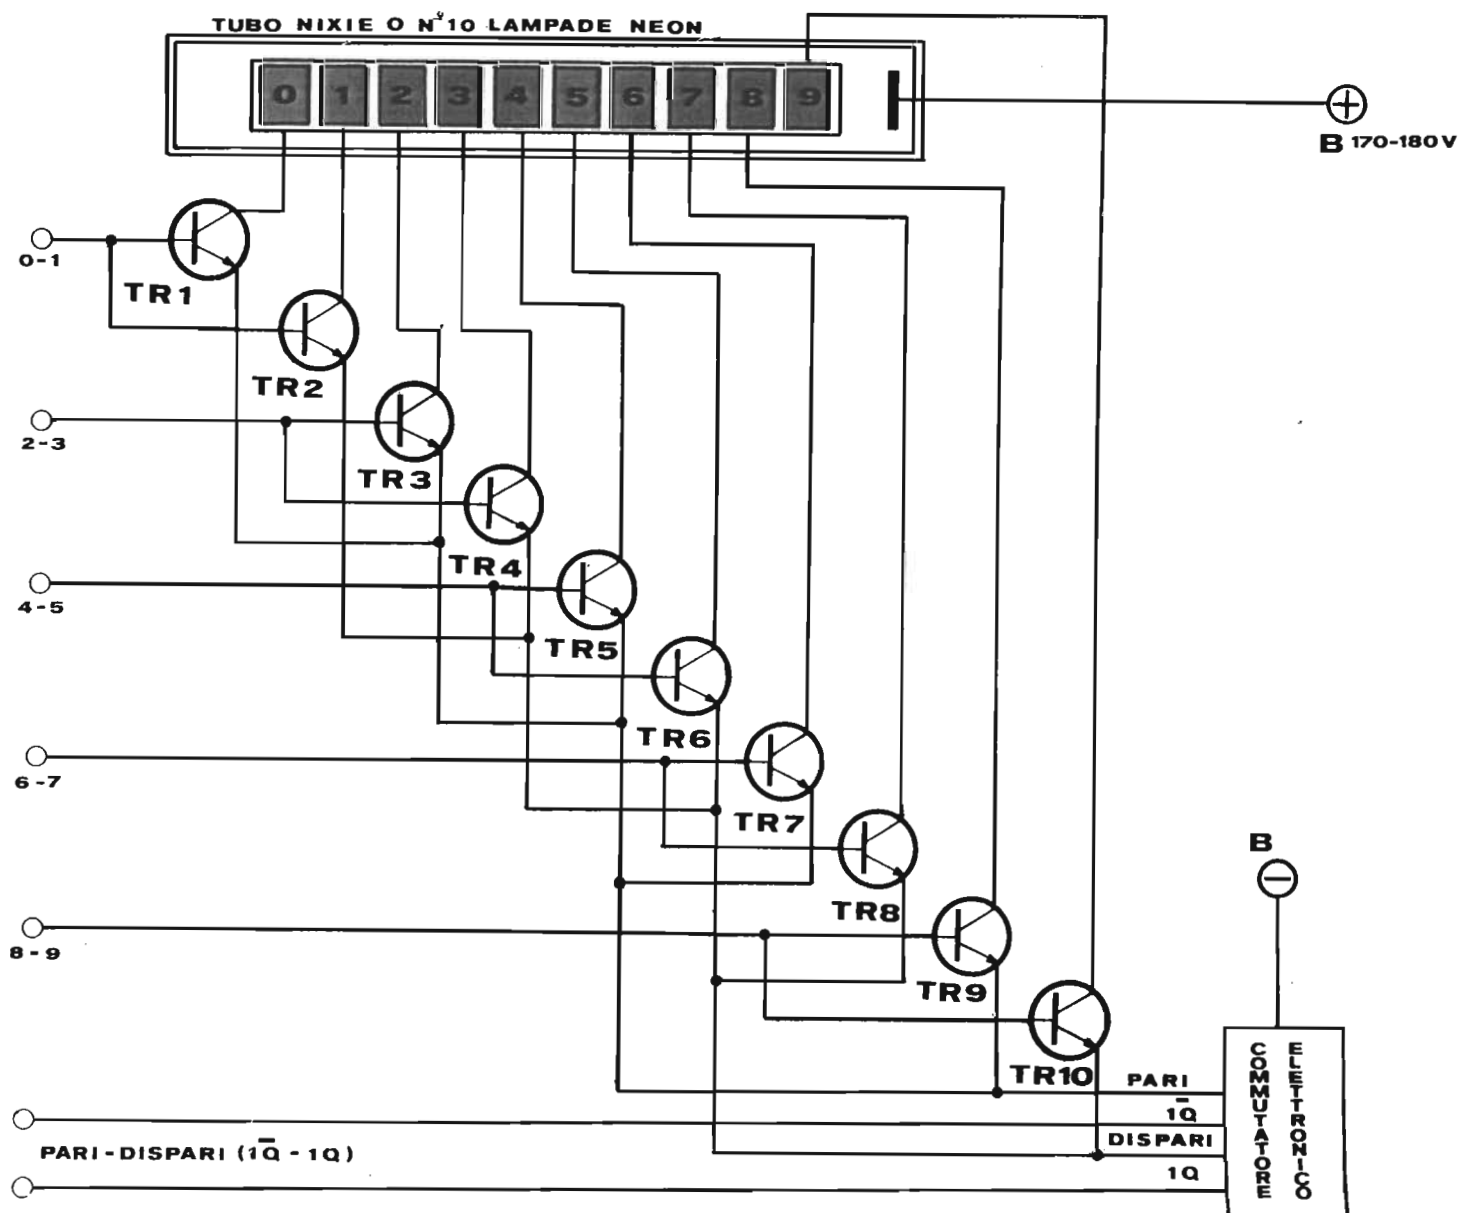 TUBO NIXIE O N° 10 LAMPADE NEON
0 1 2 3 4 5 6 7 8 9
+
B 170-180V
0-1
TR1
TR2
2-3
TR3
TR4
4-5
TR5
TR6
6-7
TR7
TR8
8-9
TR9
TR10
B
−
PARI
1Q̅
DISPARI
1Q
PARI-DISPARI (1Q̅ - 1Q)
COMMUTATORE
ELETTRONICO